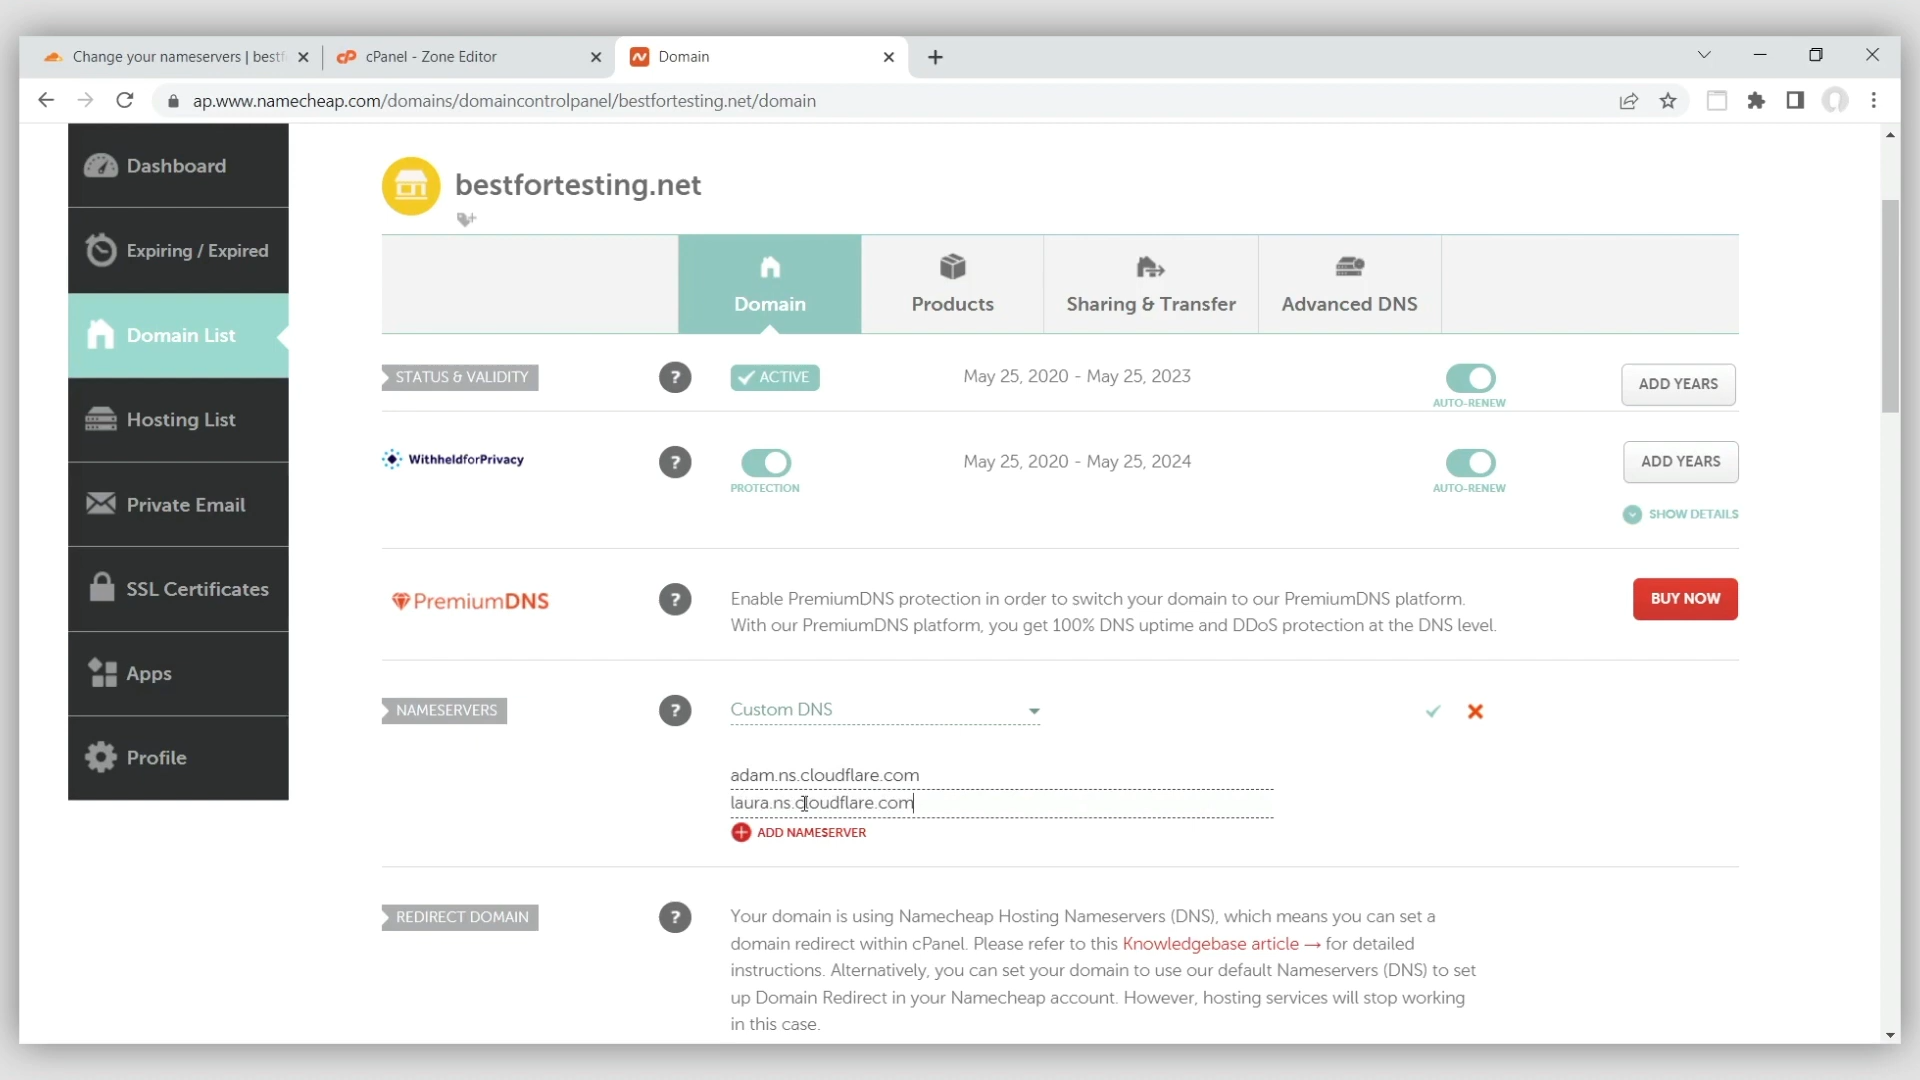 Change your nameservers | bestf
cPanel - Zone Editor
Domain
ap.www.namecheap.com/domains/domaincontrolpanel/bestfortesting.net/domain
Dashboard
Expiring / Expired
Domain List
Hosting List
Private Email
SSL Certificates
Apps
Profile
bestfortesting.net
Domain
Products
Sharing & Transfer
Advanced DNS
STATUS & VALIDITY
?
ACTIVE
May 25, 2020 - May 25, 2023
AUTO-RENEW
ADD YEARS
WithheldforPrivacy
?
PROTECTION
May 25, 2020 - May 25, 2024
AUTO-RENEW
ADD YEARS
SHOW DETAILS
PremiumDNS
?
Enable PremiumDNS protection in order to switch your domain to our PremiumDNS platform.
With our PremiumDNS platform, you get 100% DNS uptime and DDoS protection at the DNS level.
BUY NOW
NAMESERVERS
?
Custom DNS
adam.ns.cloudflare.com
laura.ns.cloudflare.com
ADD NAMESERVER
REDIRECT DOMAIN
?
Your domain is using Namecheap Hosting Nameservers (DNS), which means you can set a
domain redirect within cPanel. Please refer to this Knowledgebase article → for detailed
instructions. Alternatively, you can set your domain to use our default Nameservers (DNS) to set
up Domain Redirect in your Namecheap account. However, hosting services will stop working
in this case.